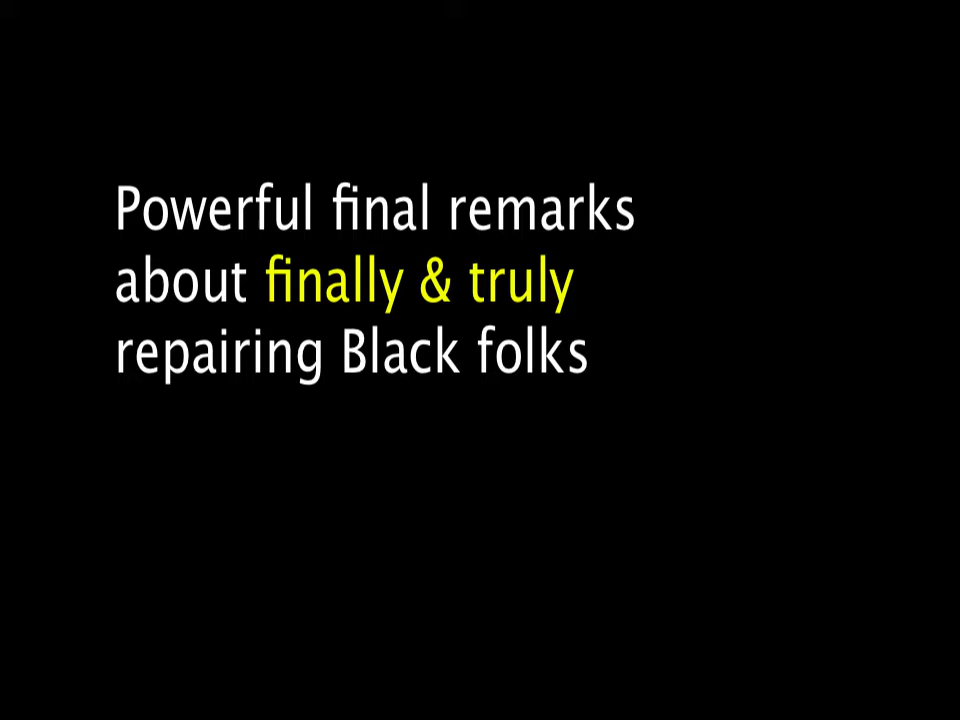 Powerful final remarks
about finally & truly
repairing Black folks